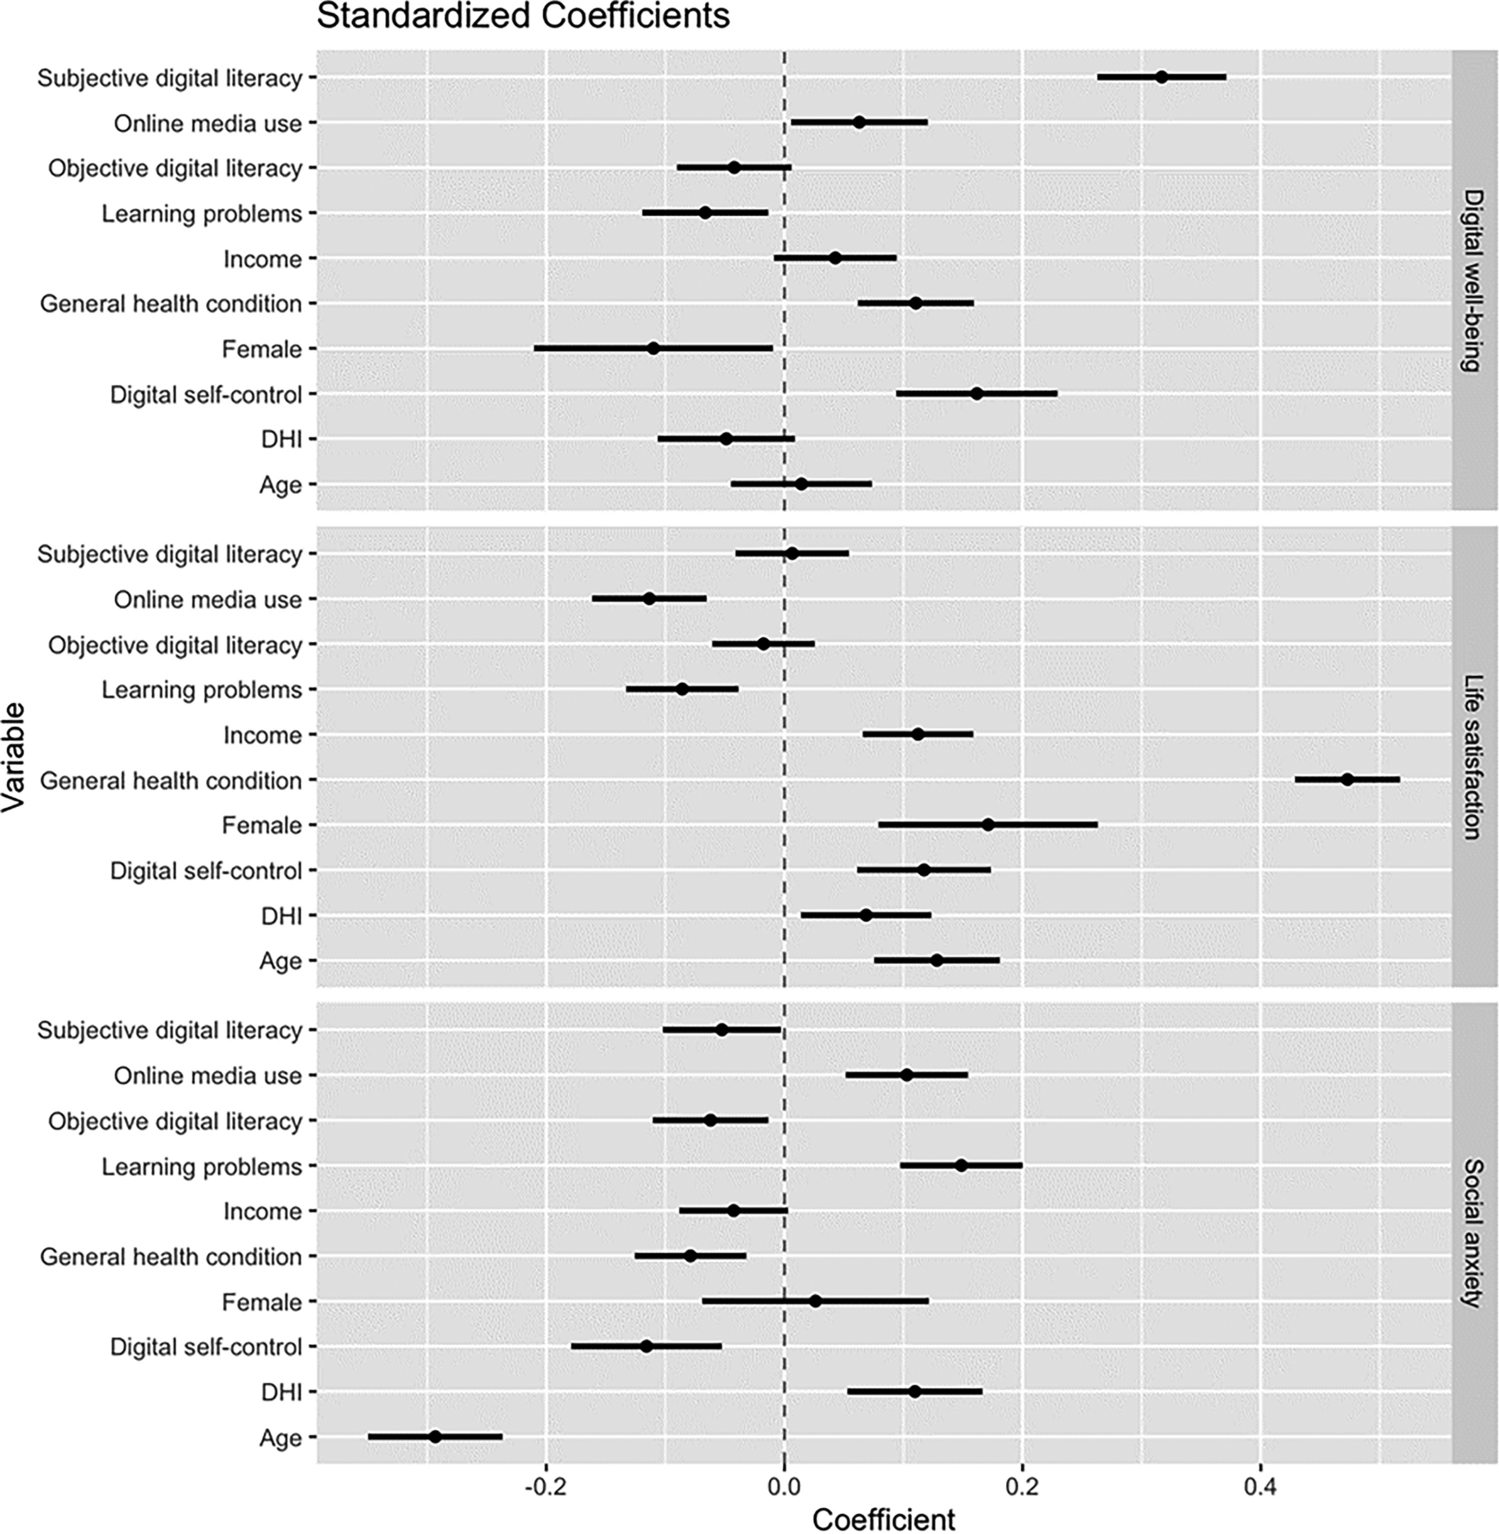 Standardized Coefficients
Subjective digital literacy
Online media use
Objective digital literacy
Learning problems
Income
General health condition
Female
Digital self-control
DHI
Age
Digital well-being
Subjective digital literacy
Online media use
Objective digital literacy
Learning problems
Income
General health condition
Female
Digital self-control
DHI
Age
Life satisfaction
Variable
Subjective digital literacy
Online media use
Objective digital literacy
Learning problems
Income
General health condition
Female
Digital self-control
DHI
Age
Social anxiety
-0.2 0.0 0.2 0.4
Coefficient